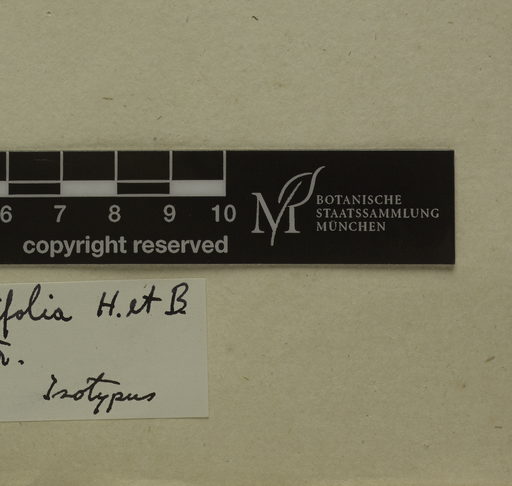 6 7 8 9 10
copyright reserved
M
BOTANISCHE
STAATSSAMMLUNG
MÜNCHEN
folia H. et B.
Isotypus